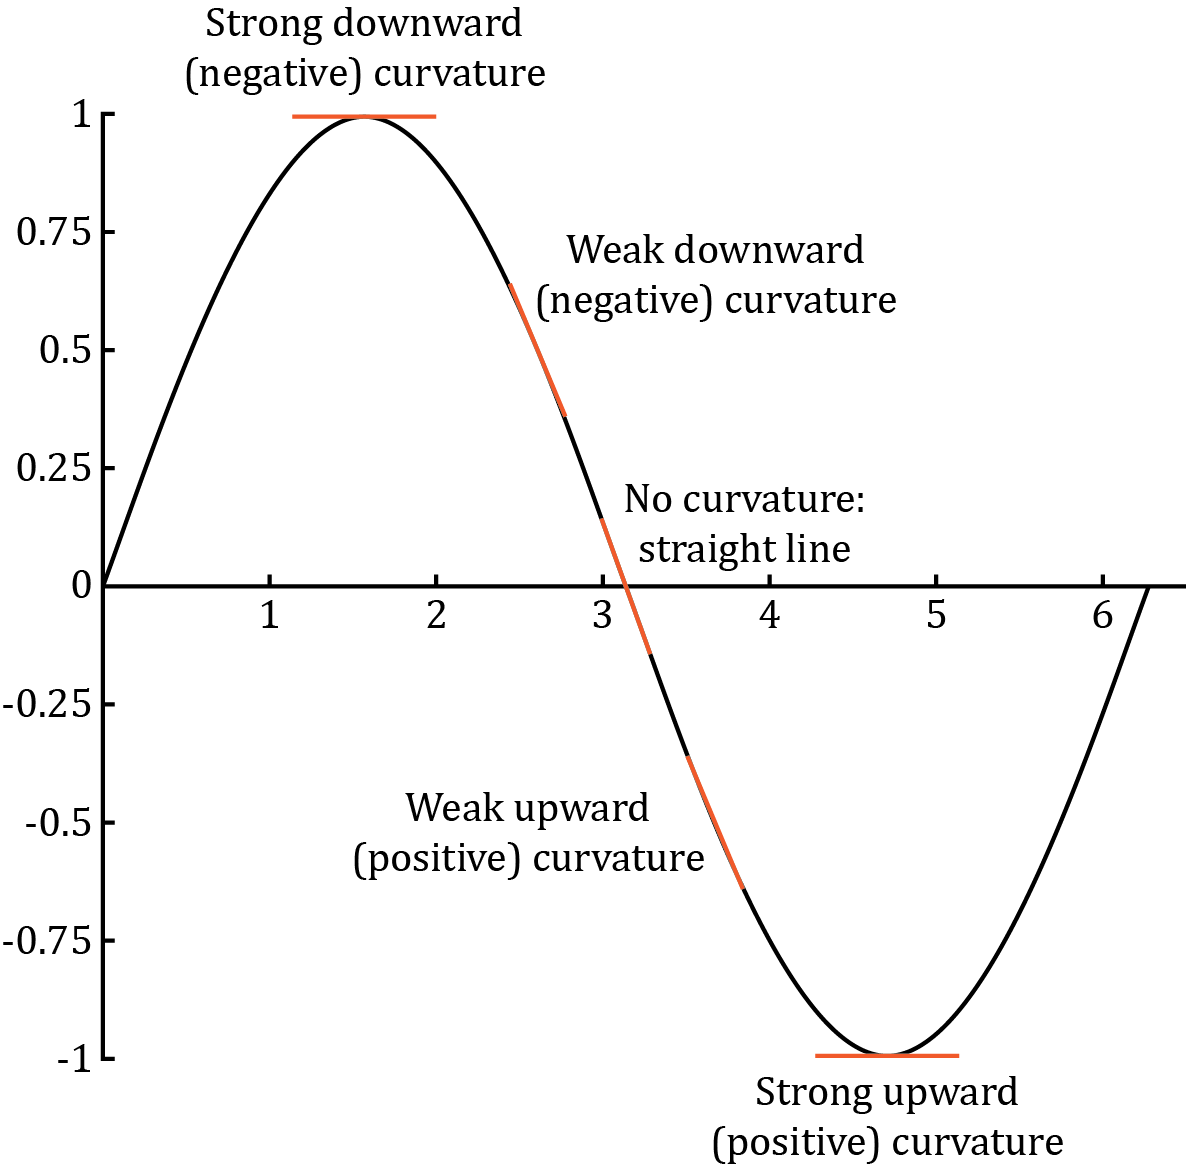 Strong downward
(negative) curvature
1
0.75
Weak downward
(negative) curvature
0.5
0.25
No curvature:
straight line
0
1 2 3 4 5 6
-0.25
Weak upward
(positive) curvature
-0.5
-0.75
-1
Strong upward
(positive) curvature